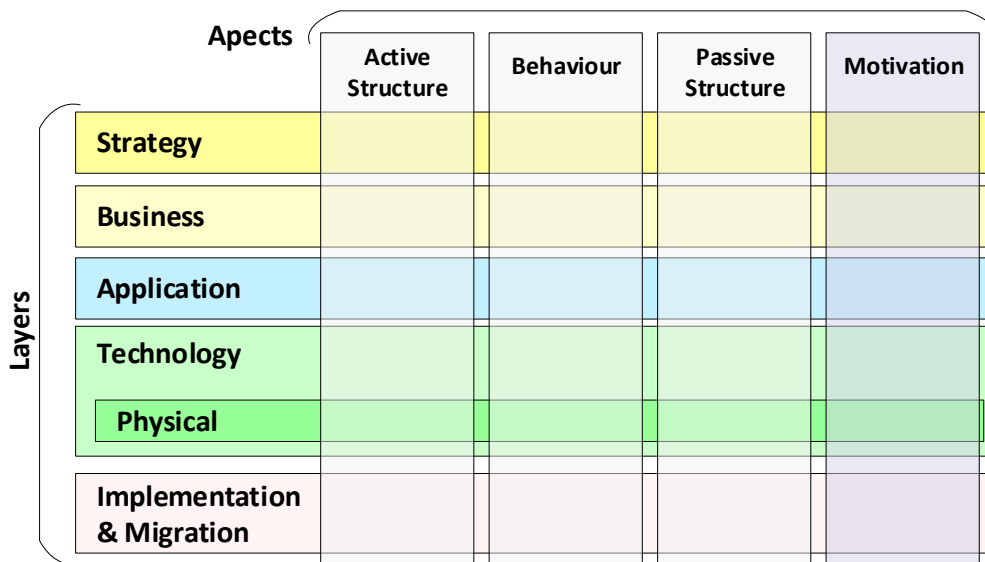 Apects
Active
Structure
Behaviour
Passive
Structure
Motivation
Layers
Strategy
Business
Application
Technology
Physical
Implementation
& Migration